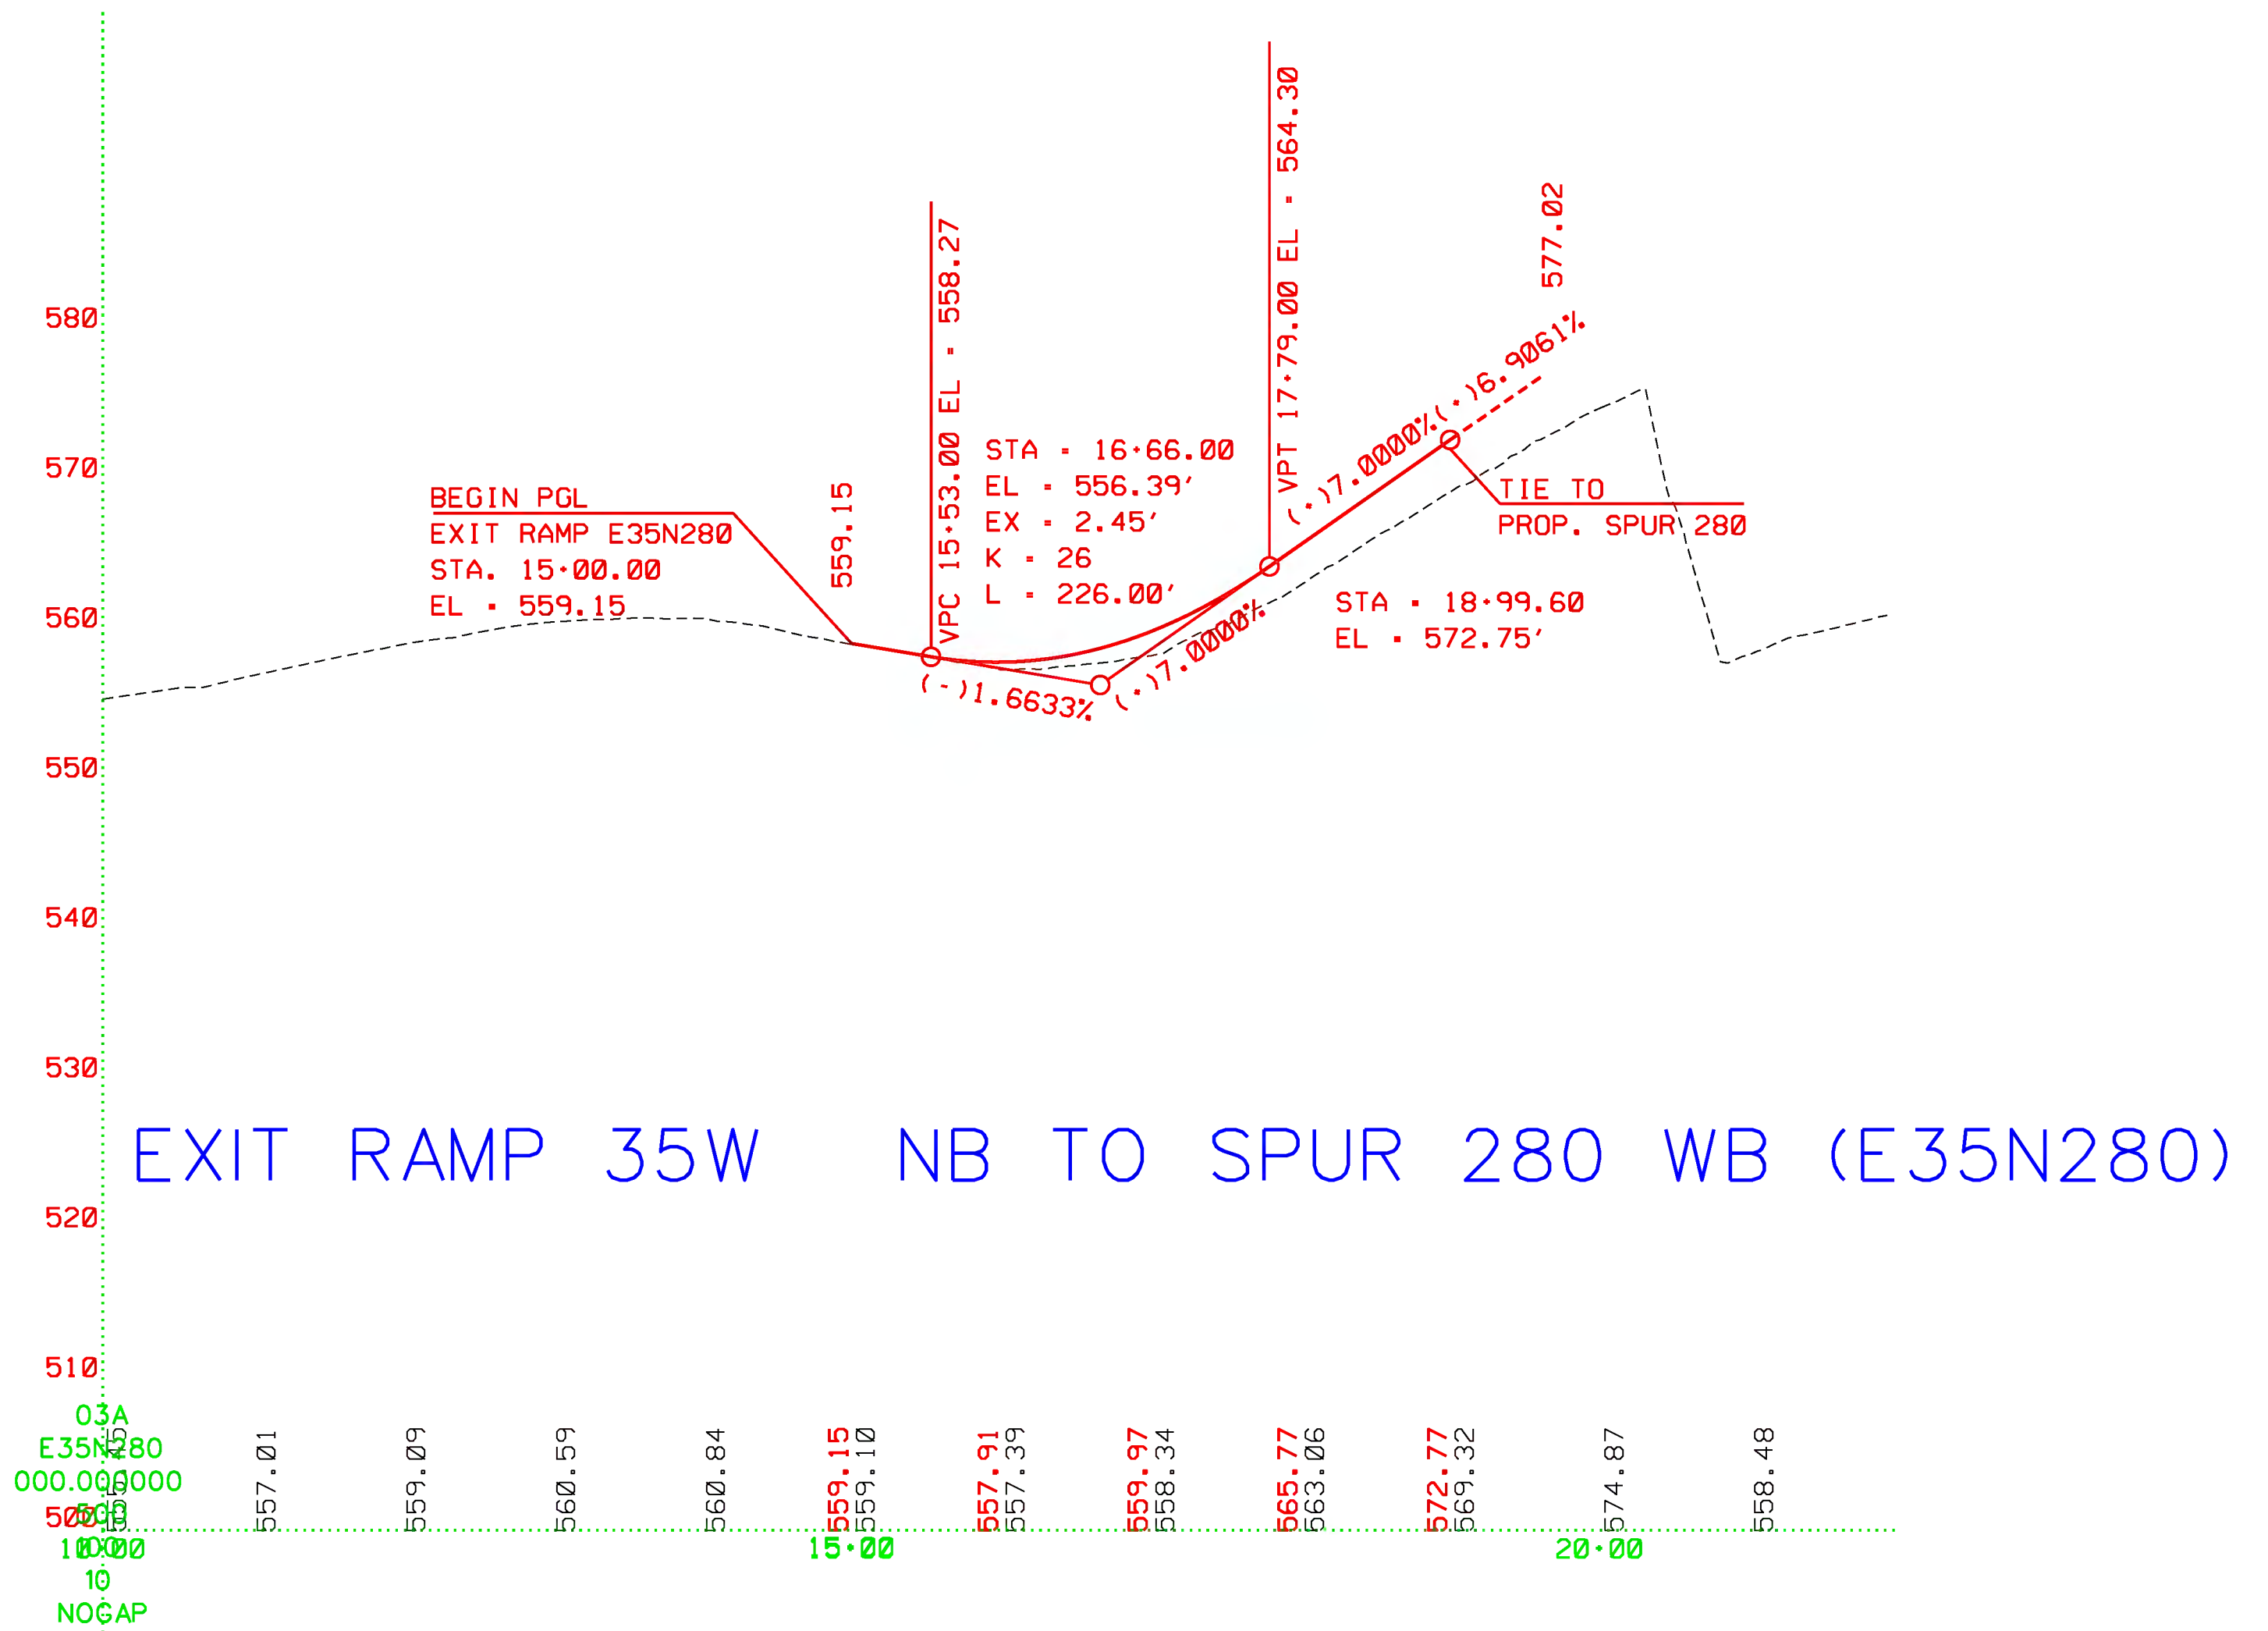 577.02
VPT 17+79.00 EL = 564.30
VPC 15+53.00 EL = 558.27
580
570
560
550
540
530
520
510
500
(+)6.9061%
(+)7.0000%
STA = 16+66.00
EL = 556.39'
EX = 2.45'
K = 26
L = 226.00'
BEGIN PGL
EXIT RAMP E35N280
STA. 15+00.00
EL = 559.15
559.15
TIE TO
PROP. SPUR 280
STA = 18+99.60
EL = 572.75'
(-)1.6633%
(+)7.0000%
EXIT RAMP 35W NB TO SPUR 280 WB (E35N280)
03A
E35N280
000.000000
500
557.01
559.09
560.59
560.84
559.15
559.10
557.91
557.39
559.97
558.34
565.77
563.06
572.77
569.32
574.87
558.48
10+00
15+00
20+00
10
NOGAP